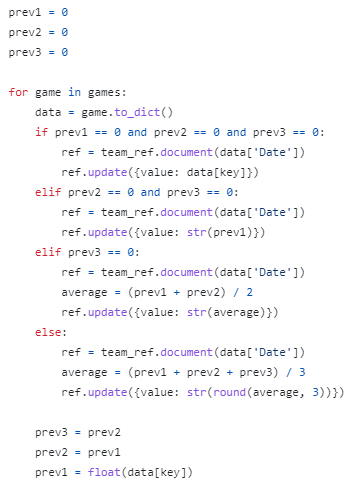 prev1 = 0
prev2 = 0
prev3 = 0

for game in games:
    data = game.to_dict()
    if prev1 == 0 and prev2 == 0 and prev3 == 0:
        ref = team_ref.document(data['Date'])
        ref.update({value: data[key]})
    elif prev2 == 0 and prev3 == 0:
        ref = team_ref.document(data['Date'])
        ref.update({value: str(prev1)})
    elif prev3 == 0:
        ref = team_ref.document(data['Date'])
        average = (prev1 + prev2) / 2
        ref.update({value: str(average)})
    else:
        ref = team_ref.document(data['Date'])
        average = (prev1 + prev2 + prev3) / 3
        ref.update({value: str(round(average, 3))})

    prev3 = prev2
    prev2 = prev1
    prev1 = float(data[key])